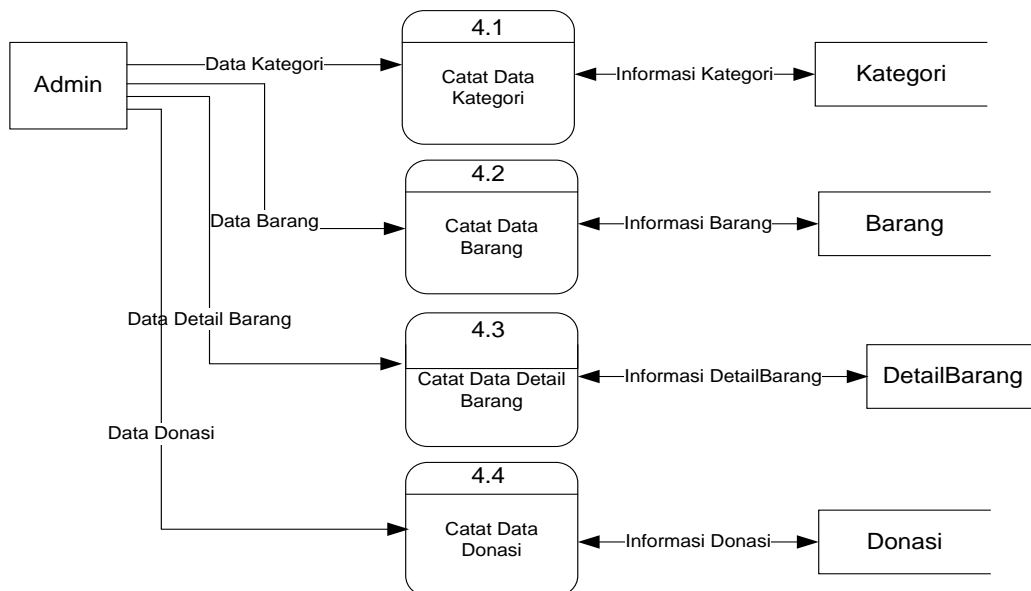 4.1
Admin
Data Kategori
Catat Data
Kategori
Informasi Kategori
Kategori
4.2
Data Barang
Catat Data
Barang
Informasi Barang
Barang
4.3
Data Detail Barang
Catat Data Detail
Barang
Informasi DetailBarang
DetailBarang
4.4
Data Donasi
Catat Data
Donasi
Informasi Donasi
Donasi